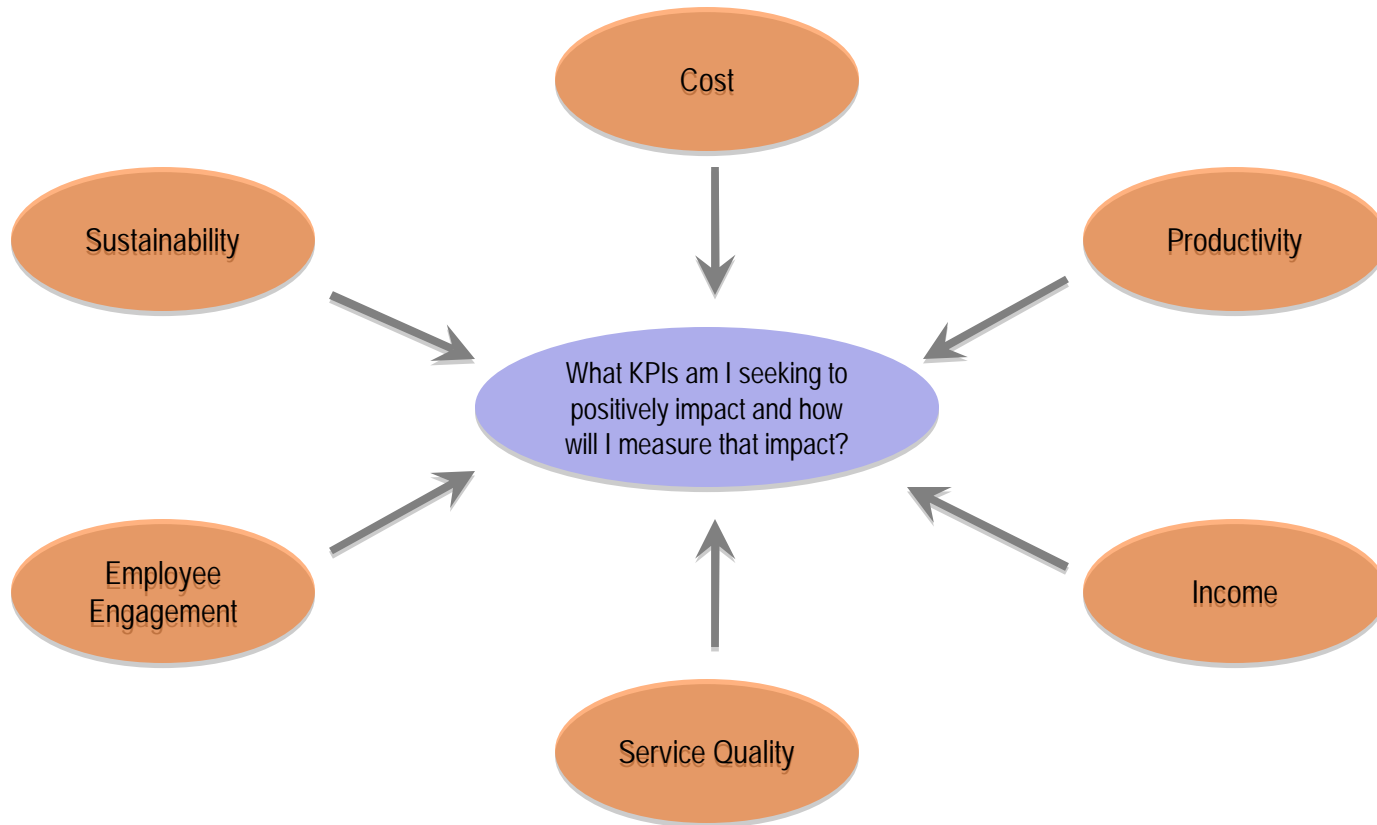 Cost
Sustainability
Productivity
What KPIs am I seeking to
positively impact and how
will I measure that impact?
Employee
Engagement
Income
Service Quality